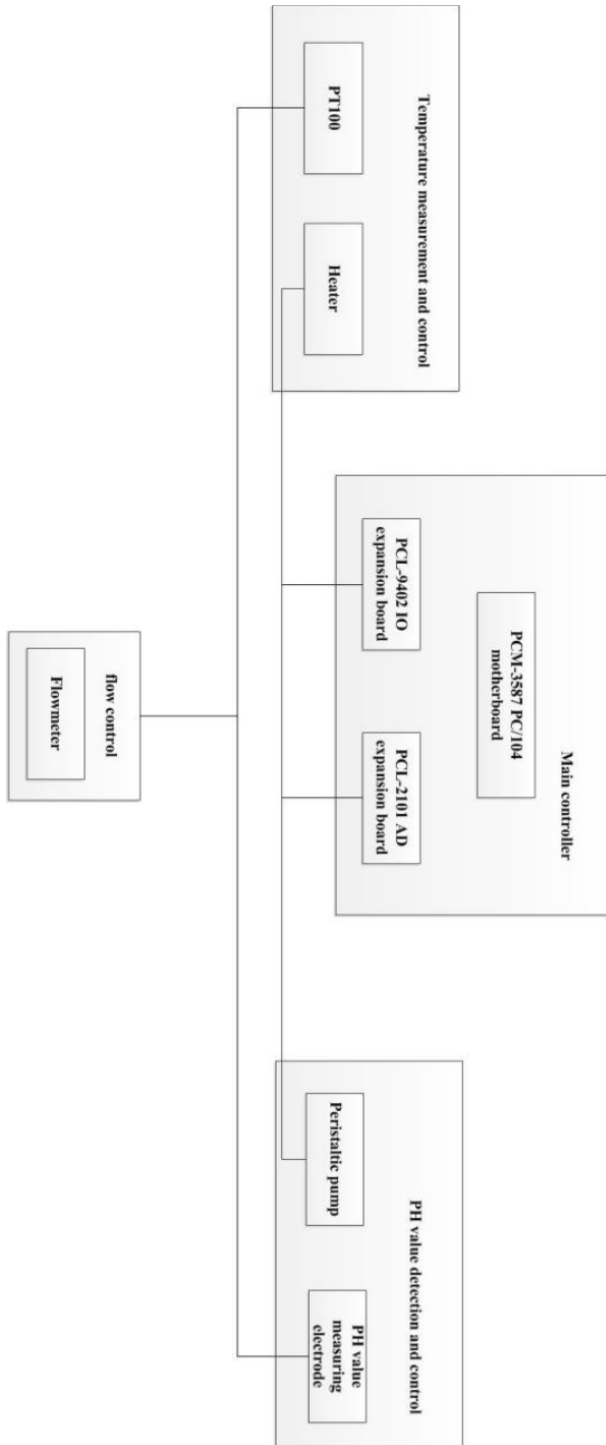 Main controller
PCM-3587 PC/104
motherboard
PCL-9402 IO
expansion board
PCL-2101 AD
expansion board
Temperature measurement and control
PT100
Heater
PH value detection and control
Peristaltic pump
PH value
measuring
electrode
flow control
Flowmeter